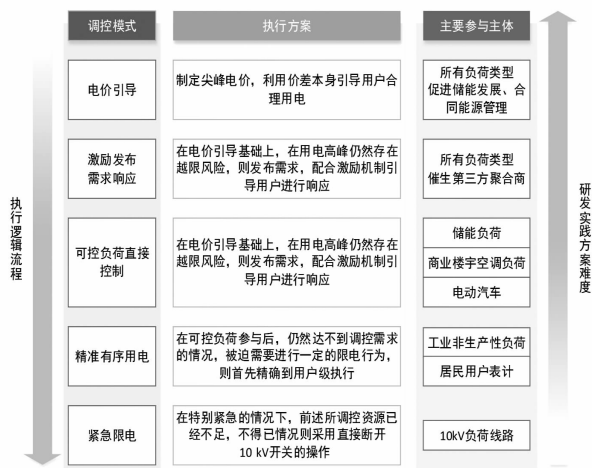 调控模式
执行方案
主要参与主体
电价引导
制定尖峰电价，利用价差本身引导用户合
理用电
所有负荷类型
促进储能发展、合
同能源管理
激励发布
需求响应
在电价引导基础上，在用电高峰仍然存在
越限风险，则发布需求，配合激励机制引
导用户进行响应
所有负荷类型
催生第三方聚合商
可控负荷直接
控制
在电价引导基础上，在用电高峰仍然存在
越限风险，则发布需求，配合激励机制引
导用户进行响应
储能负荷
商业楼宇空调负荷
电动汽车
精准有序用电
在可控负荷参与后，仍然达不到调控需求
的情况，被迫需要进行一定的限电行为，
则首先精确到用户级执行
工业非生产性负荷
居民用户表计
紧急限电
在特别紧急的情况下，前述所调控资源已
经不足，不得已情况则采用直接断开
10 kV开关的操作
10kV负荷线路
执行逻辑流程
研发实践方案难度